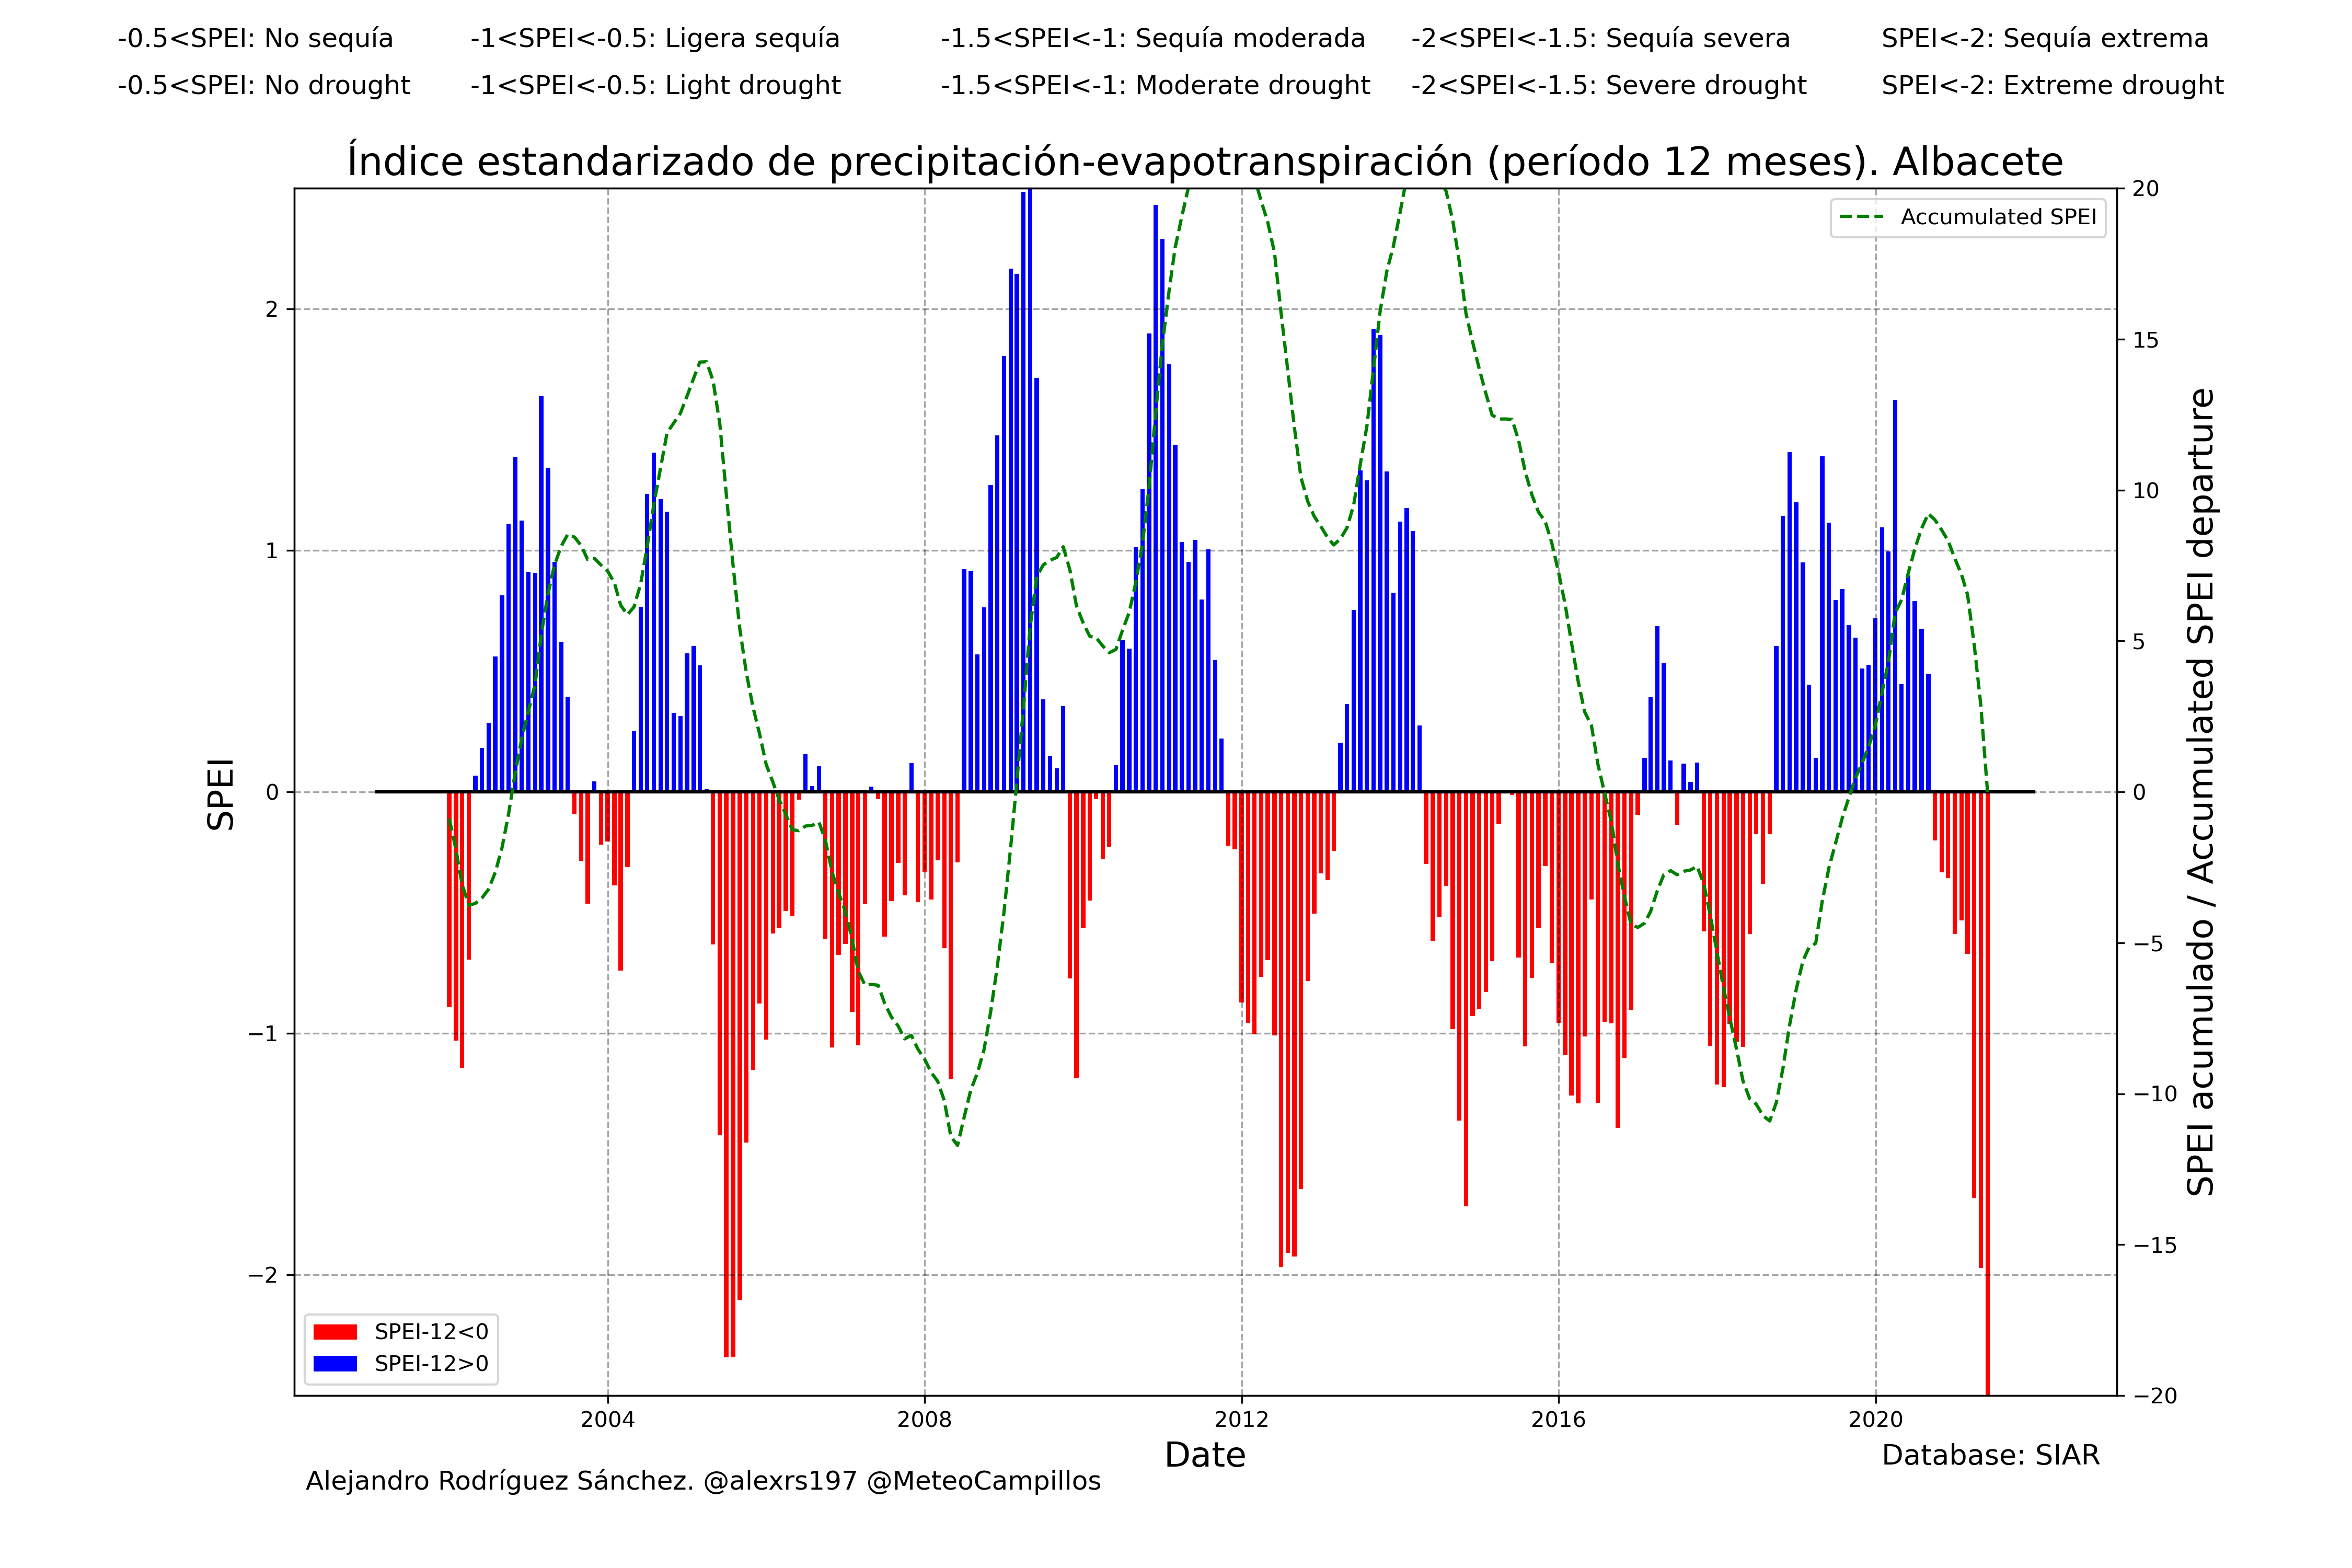 -0.5<SPEI: No sequía -1<SPEI<-0.5: Ligera sequía -1.5<SPEI<-1: Sequía moderada -2<SPEI<-1.5: Sequía severa SPEI<-2: Sequía extrema
-0.5<SPEI: No drought -1<SPEI<-0.5: Light drought -1.5<SPEI<-1: Moderate drought -2<SPEI<-1.5: Severe drought SPEI<-2: Extreme drought
Índice estandarizado de precipitación-evapotranspiración (período 12 meses). Albacete
Accumulated SPEI
2
1
0
−1
−2
SPEI
20
15
10
5
0
−5
−10
−15
−20
SPEI acumulado / Accumulated SPEI departure
SPEI-12<0
SPEI-12>0
2004 2008 2012 2016 2020
Date
Database: SIAR
Alejandro Rodríguez Sánchez. @alexrs197 @MeteoCampillos